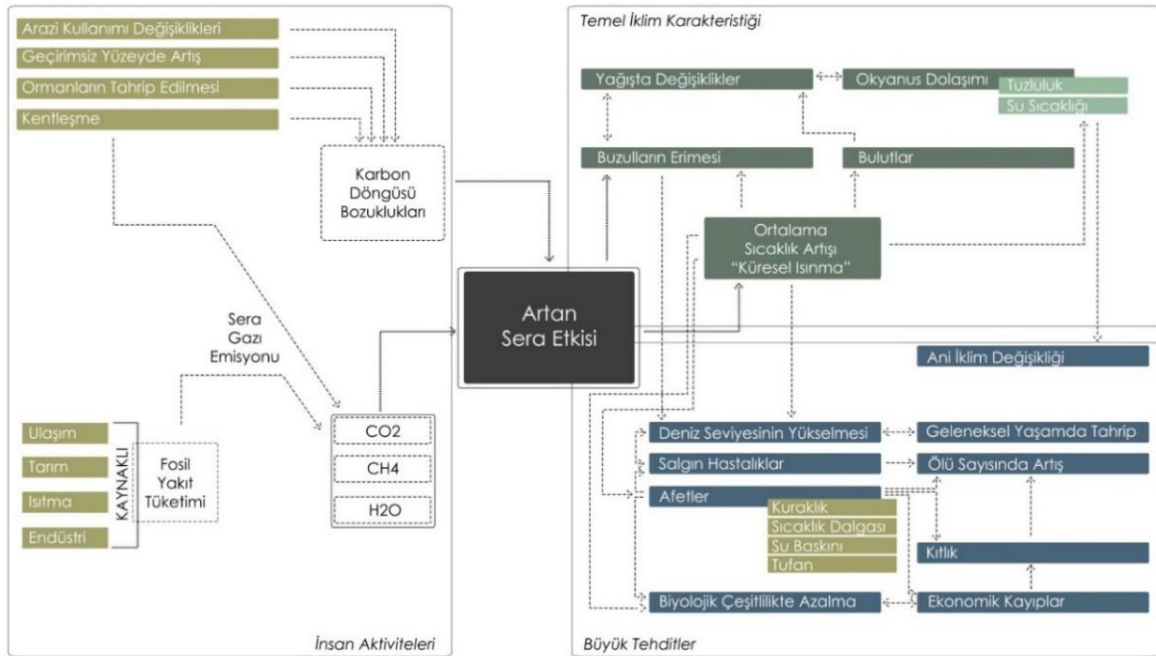 Arazi Kullanımı Değişiklikleri
Geçirimsiz Yüzeyde Artış
Ormanların Tahrip Edilmesi
Kentleşme
Karbon
Döngüsü
Bozuklukları
Sera
Gazı
Emisyonu
Ulaşım
Tarım
Isıtma
Endüstri
KAYNAKLI
Fosil
Yakıt
Tüketimi
CO2
CH4
H2O
İnsan Aktiviteleri
Artan
Sera Etkisi
Temel İklim Karakteristiği
Yağışta Değişiklikler
Okyanus Dolaşımı
Tuzluluk
Su Sıcaklığı
Buzulların Erimesi
Bulutlar
Ortalama
Sıcaklık Artışı
“Küresel Isınma”
Ani İklim Değişikliği
Deniz Seviyesinin Yükselmesi
Geleneksel Yaşamda Tahrip
Salgın Hastalıklar
Ölü Sayısında Artış
Afetler
Kuraklık
Sıcaklık Dalgası
Su Baskını
Tufan
Kıtlık
Biyolojik Çeşitlilikte Azalma
Ekonomik Kayıplar
Büyük Tehditler